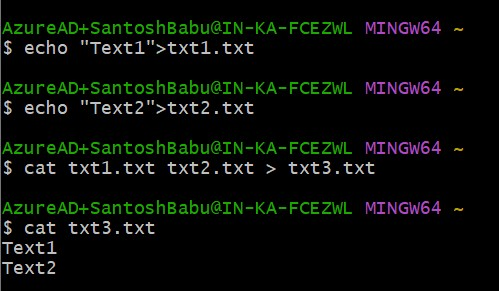 AzureAD+SantoshBabu@IN-KA-FCEZWL MINGW64 ~
$ echo "Text1">txt1.txt
AzureAD+SantoshBabu@IN-KA-FCEZWL MINGW64 ~
$ echo "Text2">txt2.txt
AzureAD+SantoshBabu@IN-KA-FCEZWL MINGW64 ~
$ cat txt1.txt txt2.txt > txt3.txt
AzureAD+SantoshBabu@IN-KA-FCEZWL MINGW64 ~
$ cat txt3.txt
Text1
Text2